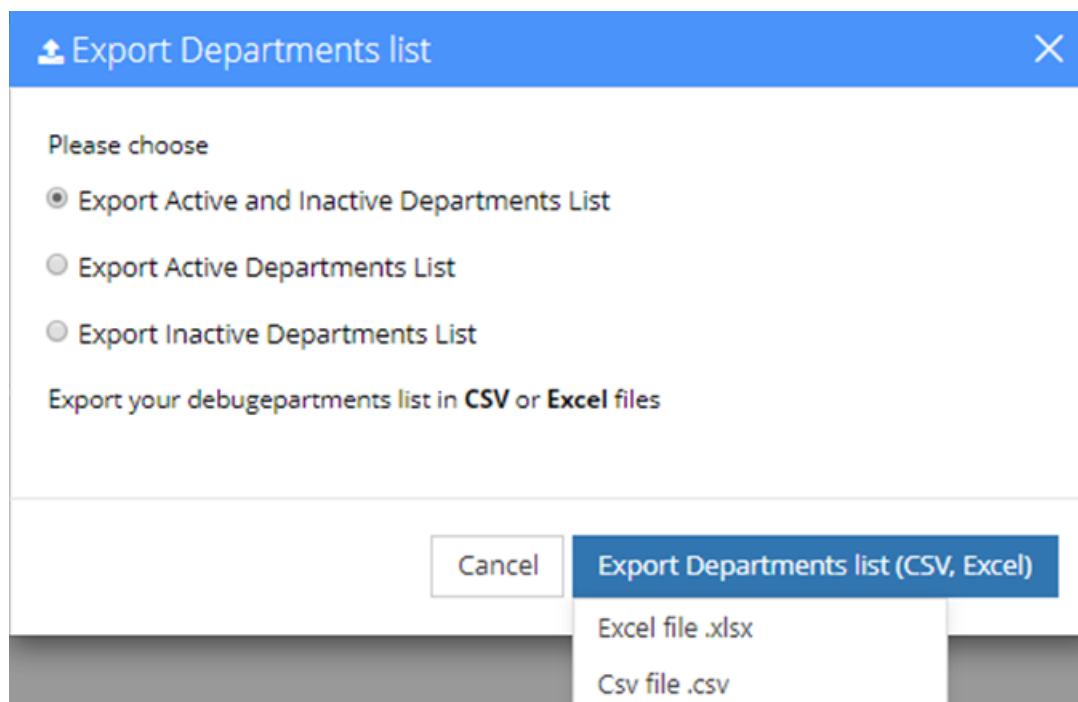 Export Departments list
Please choose
Export Active and Inactive Departments List
Export Active Departments List
Export Inactive Departments List
Export your debugepartments list in CSV or Excel files
Cancel
Export Departments list (CSV, Excel)
Excel file .xlsx
Csv file .csv